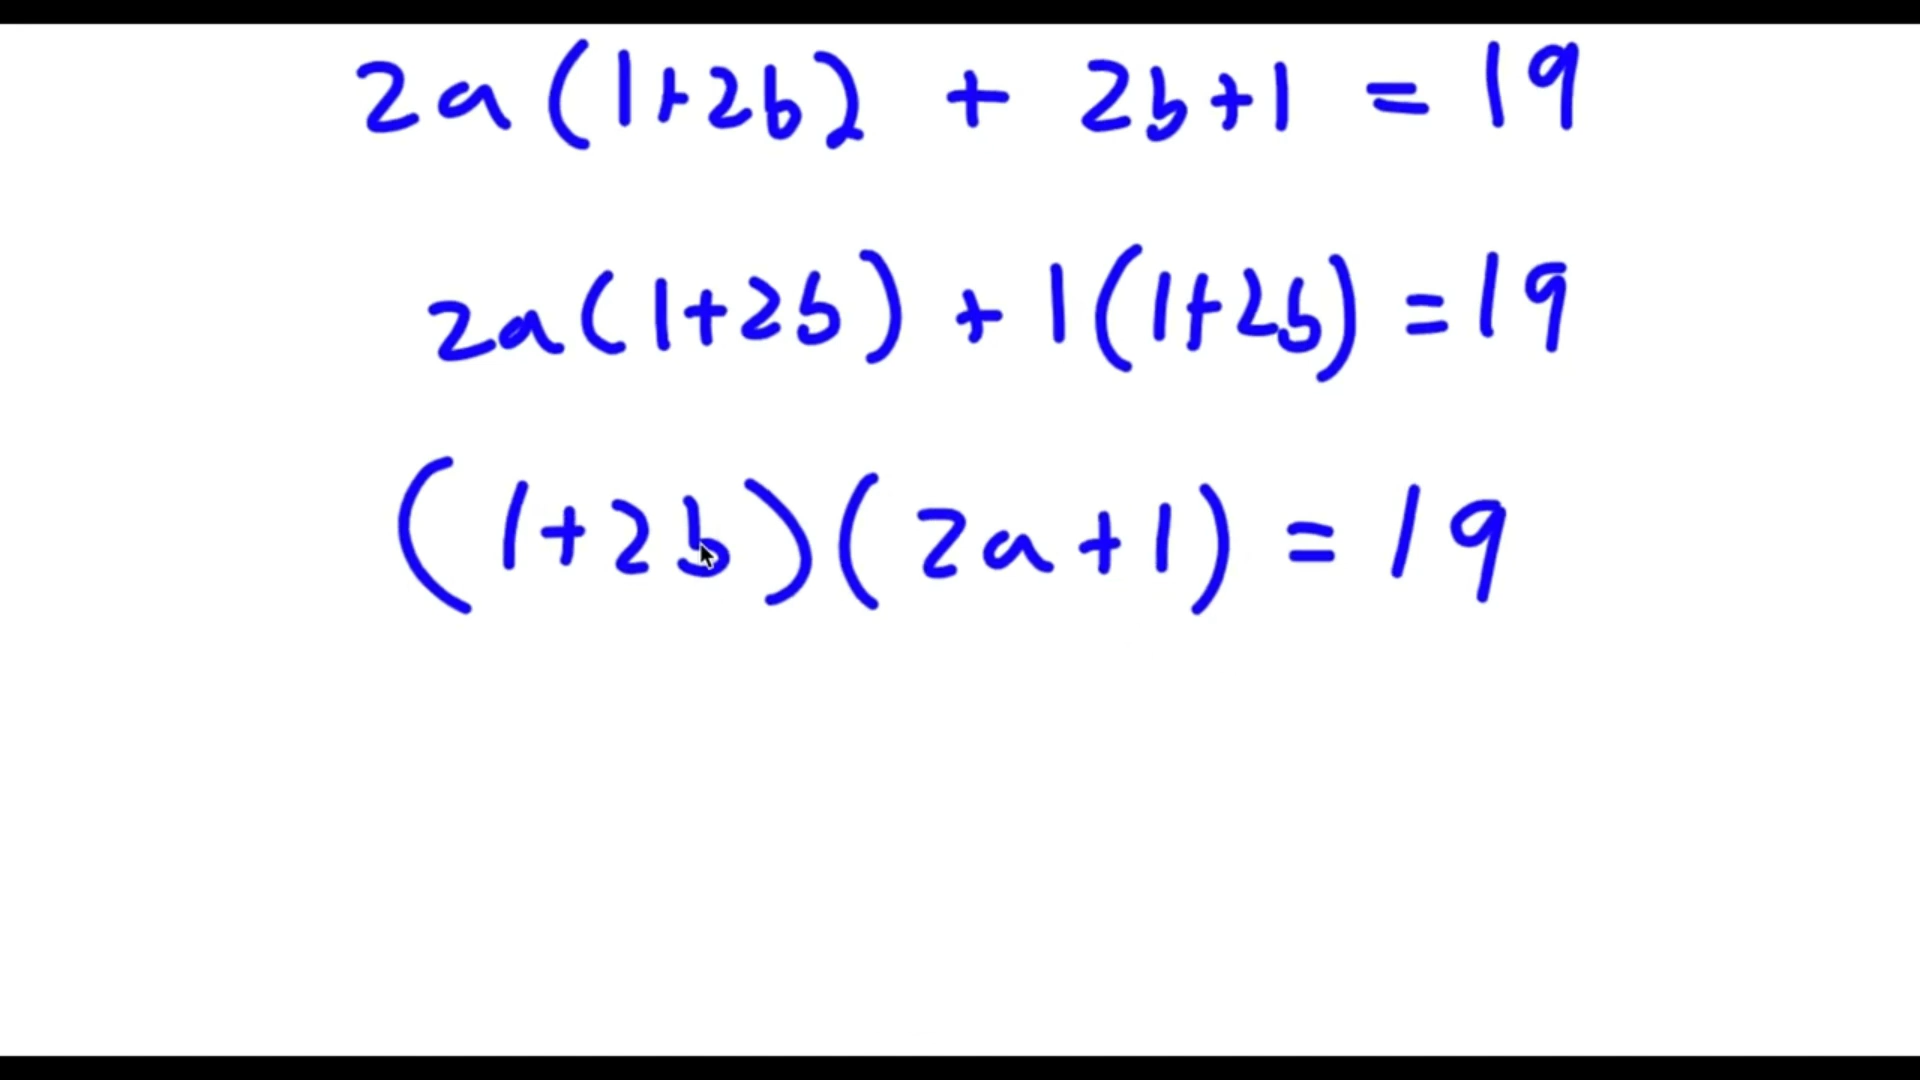 2a(1+2b) + 2b+1 = 19
2a(1+2b) + 1(1+2b) = 19
(1+2b)(2a+1) = 19